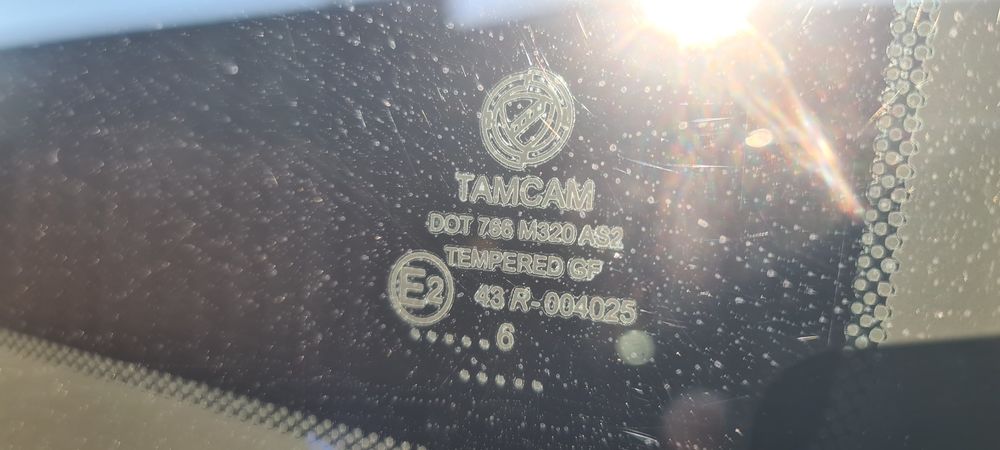 TAMCAM
DOT 766 M320 AS2
TEMPERED GF
E2 43 R-004025
6